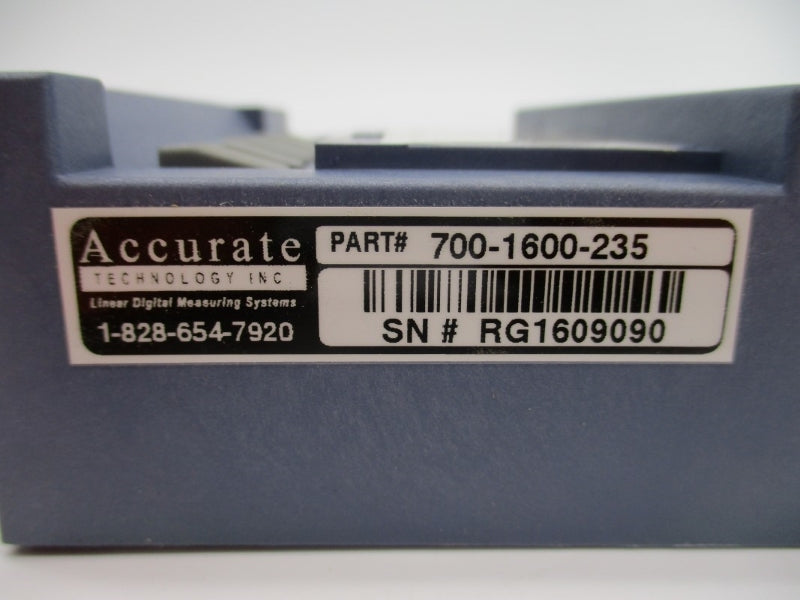 Accurate
TECHNOLOGY INC
Linear Digital Measuring Systems
1-828-654-7920
PART# 700-1600-235
SN # RG1609090